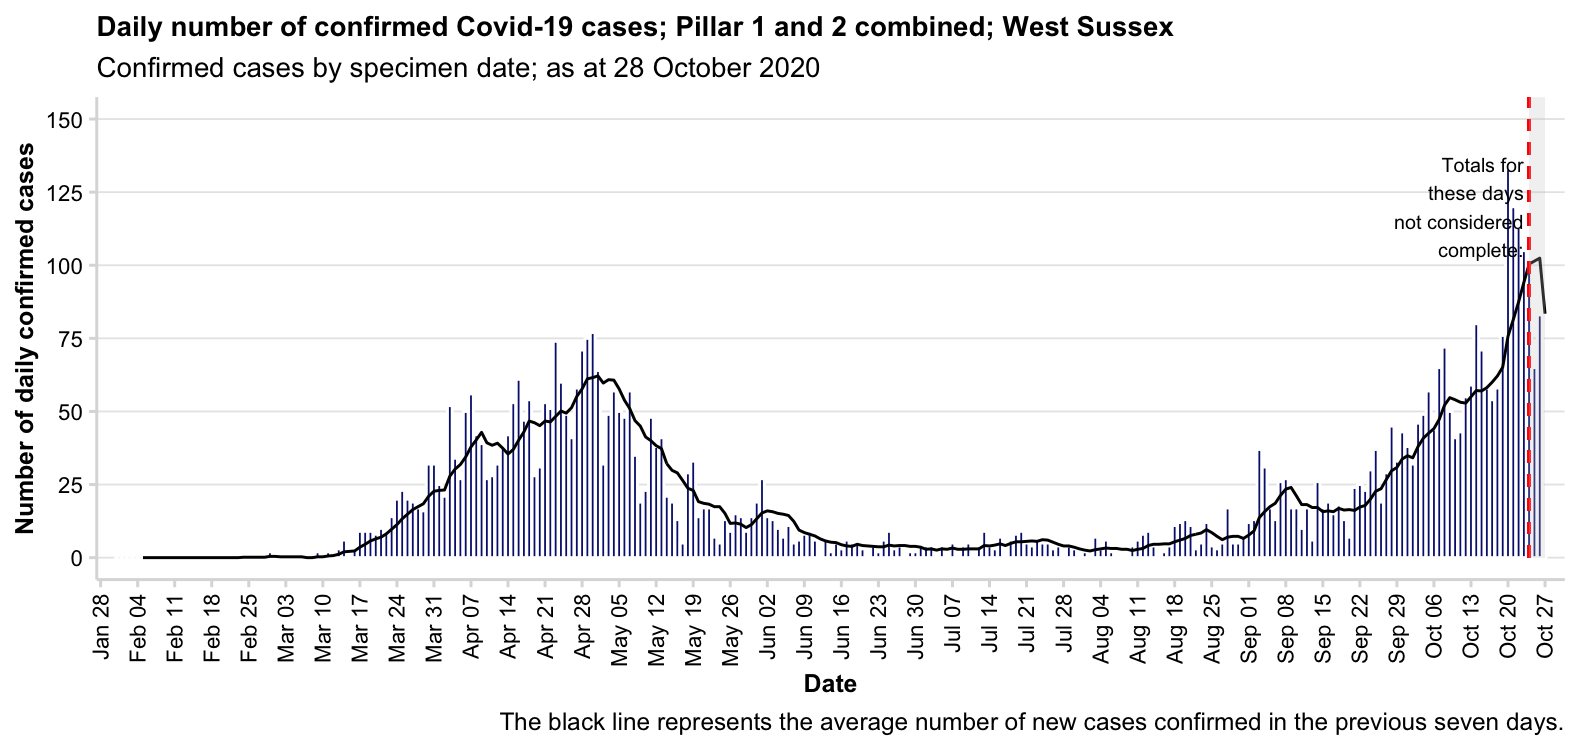 Daily number of confirmed Covid-19 cases; Pillar 1 and 2 combined; West Sussex
Confirmed cases by specimen date; as at 28 October 2020
Number of daily confirmed cases
150
125
100
75
50
25
0
Totals for
these days
not considered
complete.
Jan 28
Feb 04
Feb 11
Feb 18
Feb 25
Mar 03
Mar 10
Mar 17
Mar 24
Mar 31
Apr 07
Apr 14
Apr 21
Apr 28
May 05
May 12
May 19
May 26
Jun 02
Jun 09
Jun 16
Jun 23
Jun 30
Jul 07
Jul 14
Jul 21
Jul 28
Aug 04
Aug 11
Aug 18
Aug 25
Sep 01
Sep 08
Sep 15
Sep 22
Sep 29
Oct 06
Oct 13
Oct 20
Oct 27
Date
The black line represents the average number of new cases confirmed in the previous seven days.